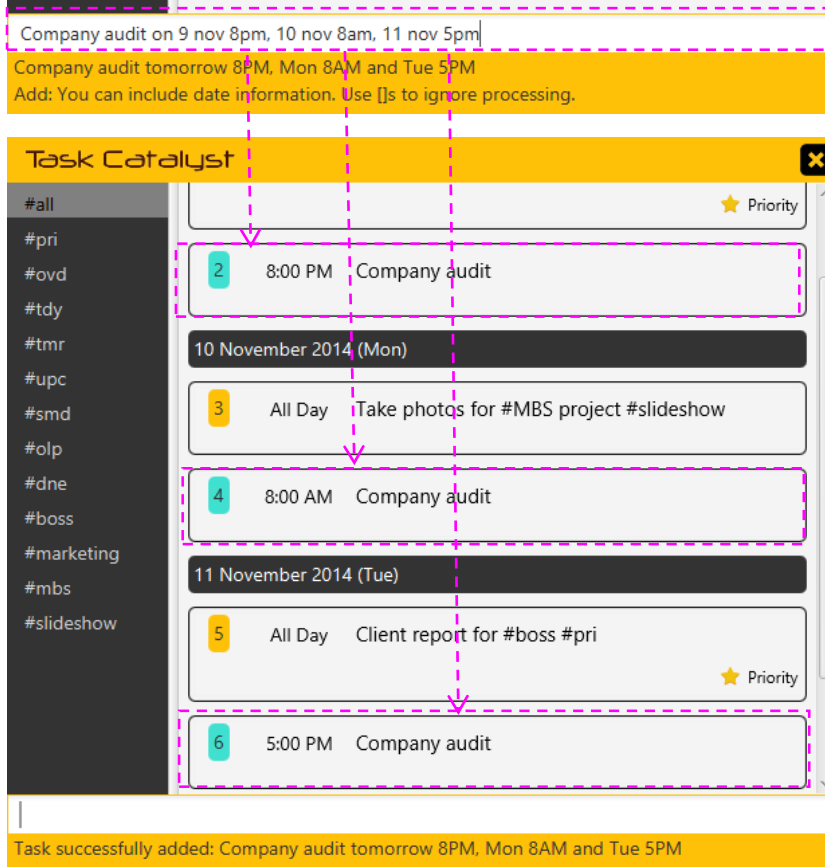 Company audit on 9 nov 8pm, 10 nov 8am, 11 nov 5pm
Company audit tomorrow 8PM, Mon 8AM and Tue 5PM
Add: You can include date information. Use []s to ignore processing.
Task Catalyst
#all
#pri
#ovd
#tdy
#tmr
#upc
#smd
#olp
#dne
#boss
#marketing
#mbs
#slideshow
Priority
2 8:00 PM Company audit
10 November 2014 (Mon)
3 All Day Take photos for #MBS project #slideshow
4 8:00 AM Company audit
11 November 2014 (Tue)
5 All Day Client report for #boss #pri
Priority
6 5:00 PM Company audit
Task successfully added: Company audit tomorrow 8PM, Mon 8AM and Tue 5PM